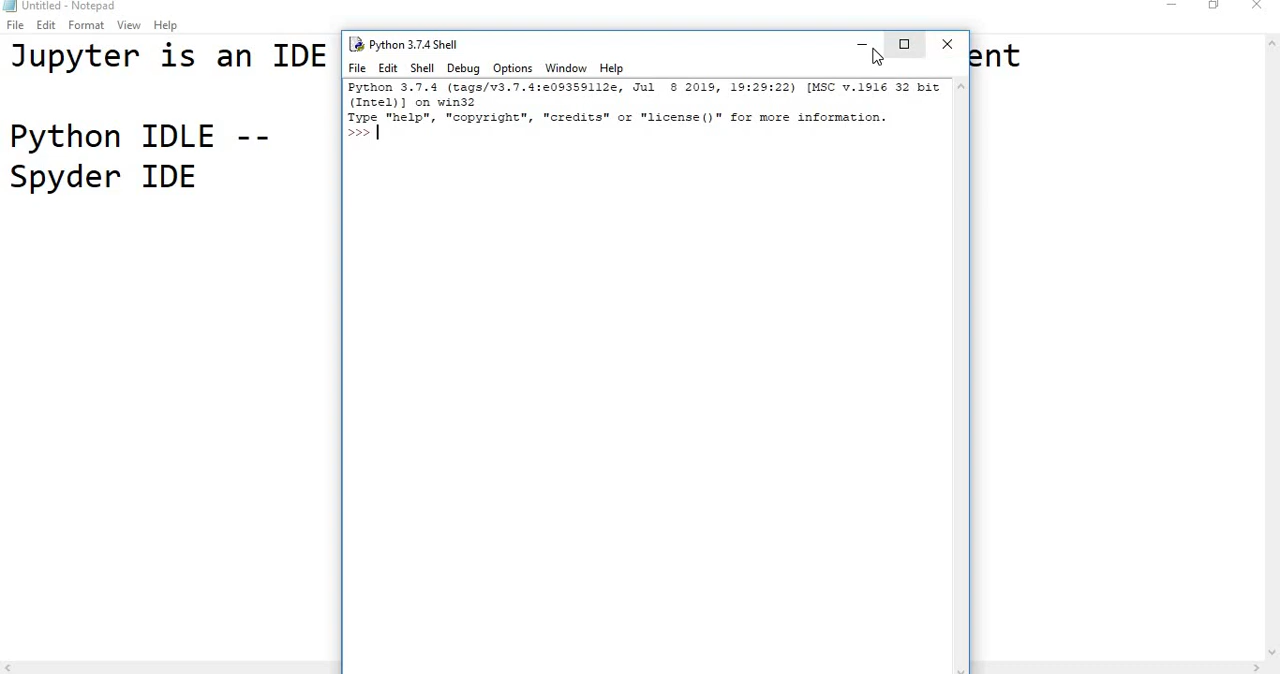 Untitled - Notepad
File Edit Format View Help
Jupyter is an IDE
ent
Python IDLE --
Spyder IDE
Python 3.7.4 Shell
File Edit Shell Debug Options Window Help
Python 3.7.4 (tags/v3.7.4:e09359112e, Jul  8 2019, 19:29:22) [MSC v.1916 32 bit
(Intel)] on win32
Type "help", "copyright", "credits" or "license()" for more information.
>>>